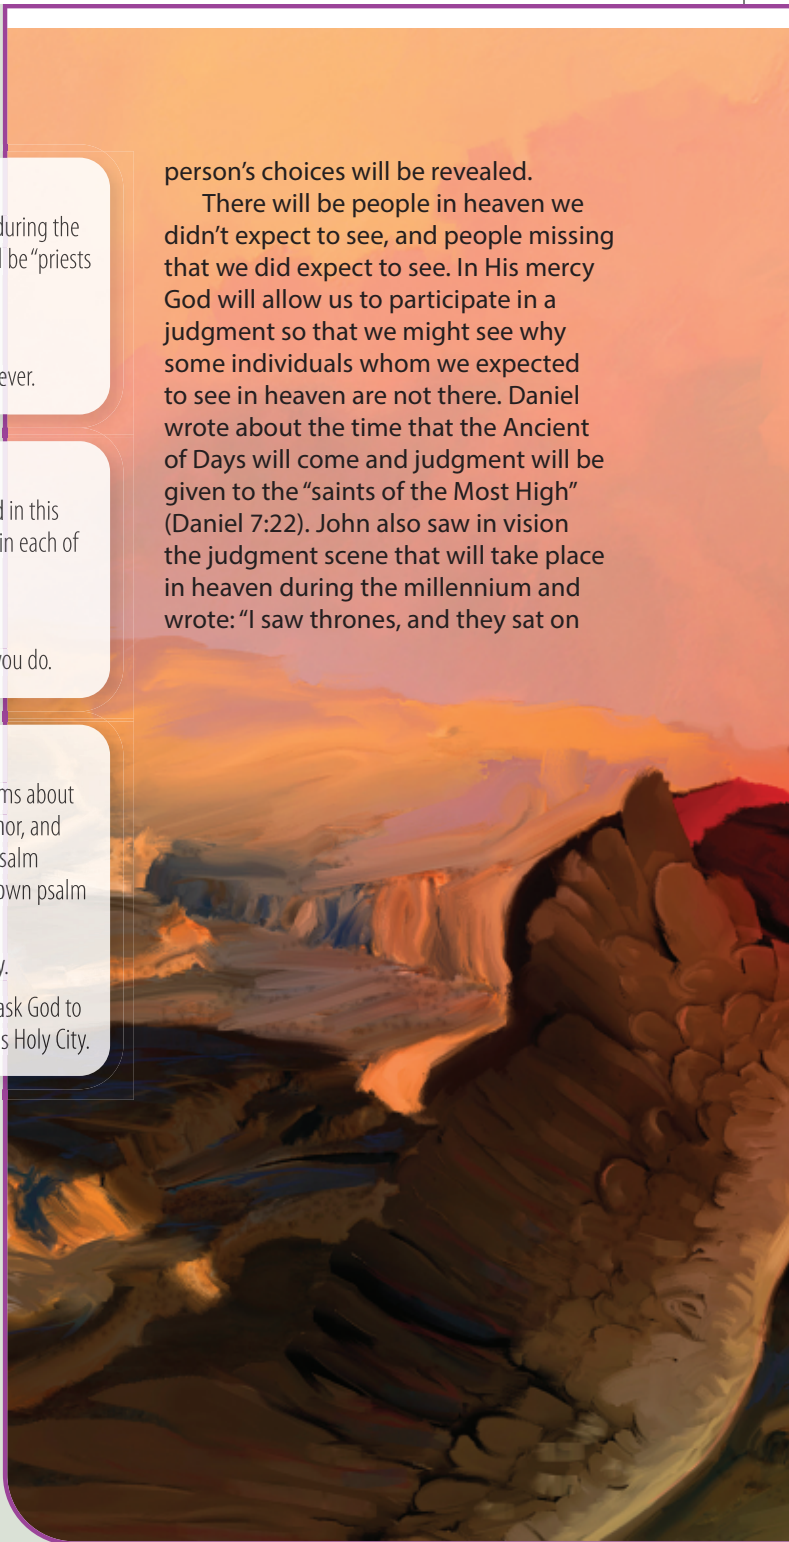 during the
be “priests
ever.
in this
in each of
you do.
about
and
own psalm
ask God to
Holy City.
person’s choices will be revealed.
There will be people in heaven we
didn’t expect to see, and people missing
that we did expect to see. In His mercy
God will allow us to participate in a
judgment so that we might see why
some individuals whom we expected
to see in heaven are not there. Daniel
wrote about the time that the Ancient
of Days will come and judgment will be
given to the “saints of the Most High”
(Daniel 7:22). John also saw in vision
the judgment scene that will take place
in heaven during the millennium and
wrote: “I saw thrones, and they sat on